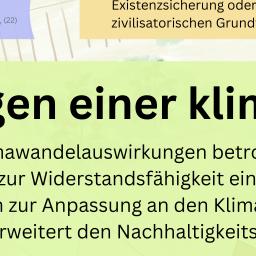 (22)
Existenzsicherung oder
zivilisatorischen Grund
gen einer klim
nawandelauswirkungen betro
zur Widerstandsfähigkeit ein
zur Anpassung an den Klima
rweitert den Nachhaltigkeits